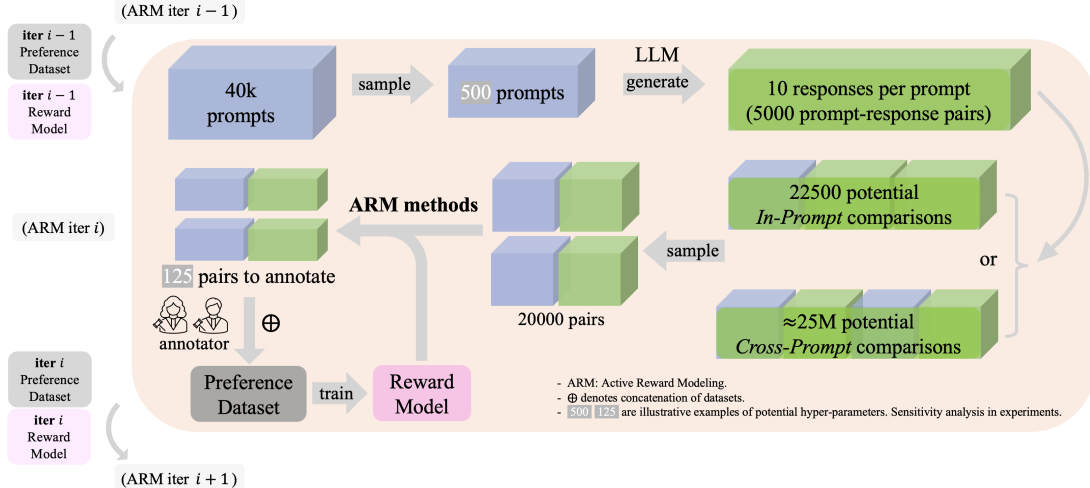 (ARM iter i − 1)
iter i − 1
Preference
Dataset
iter i − 1
Reward
Model
40k
prompts
sample
500 prompts
LLM
generate
10 responses per prompt
(5000 prompt-response pairs)
22500 potential
In-Prompt comparisons
or
≈25M potential
Cross-Prompt comparisons
sample
20000 pairs
ARM methods
(ARM iter i)
125 pairs to annotate
annotator
⊕
Preference
Dataset
train
Reward
Model
iter i
Preference
Dataset
iter i
Reward
Model
- ARM: Active Reward Modeling.
- ⊕ denotes concatenation of datasets.
- 500 125 are illustrative examples of potential hyper-parameters. Sensitivity analysis in experiments.
(ARM iter i + 1)